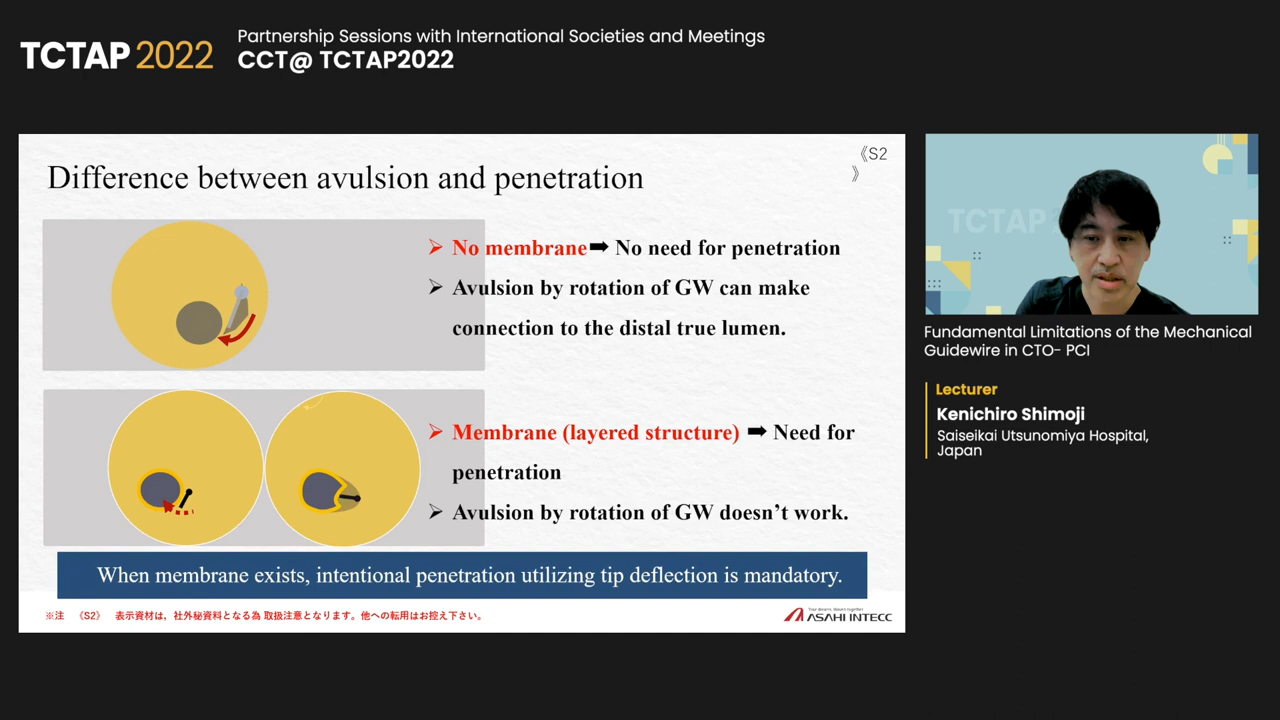 TCTAP 2022
Partnership Sessions with International Societies and Meetings
CCT@ TCTAP2022
Difference between avulsion and penetration
《S2
》
➢ No membrane➡ No need for penetration
➢ Avulsion by rotation of GW can make
connection to the distal true lumen.
➢ Membrane (layered structure) ➡ Need for
penetration
➢ Avulsion by rotation of GW doesn't work.
When membrane exists, intentional penetration utilizing tip deflection is mandatory.
※注 《S2》 表示資材は，社外秘資料となる為 取扱注意となります。他への転用はお控え下さい。
Your dreams. Woven together.
ASAHI INTECC
TCTAP
Fundamental Limitations of the Mechanical
Guidewire in CTO- PCI
Lecturer
Kenichiro Shimoji
Saiseikai Utsunomiya Hospital,
Japan